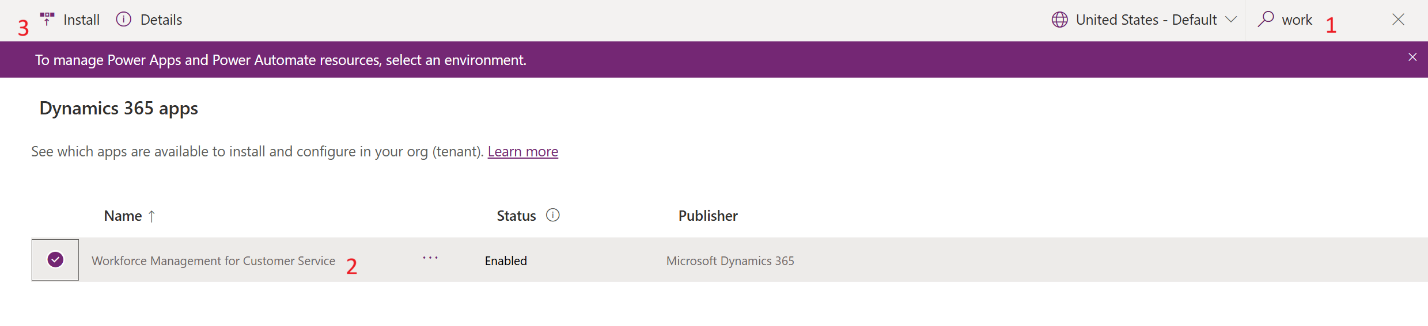 3 Install Details United States - Default work 1
To manage Power Apps and Power Automate resources, select an environment.
Dynamics 365 apps
See which apps are available to install and configure in your org (tenant). Learn more
Name ↑ Status Publisher
Workforce Management for Customer Service 2 ... Enabled Microsoft Dynamics 365